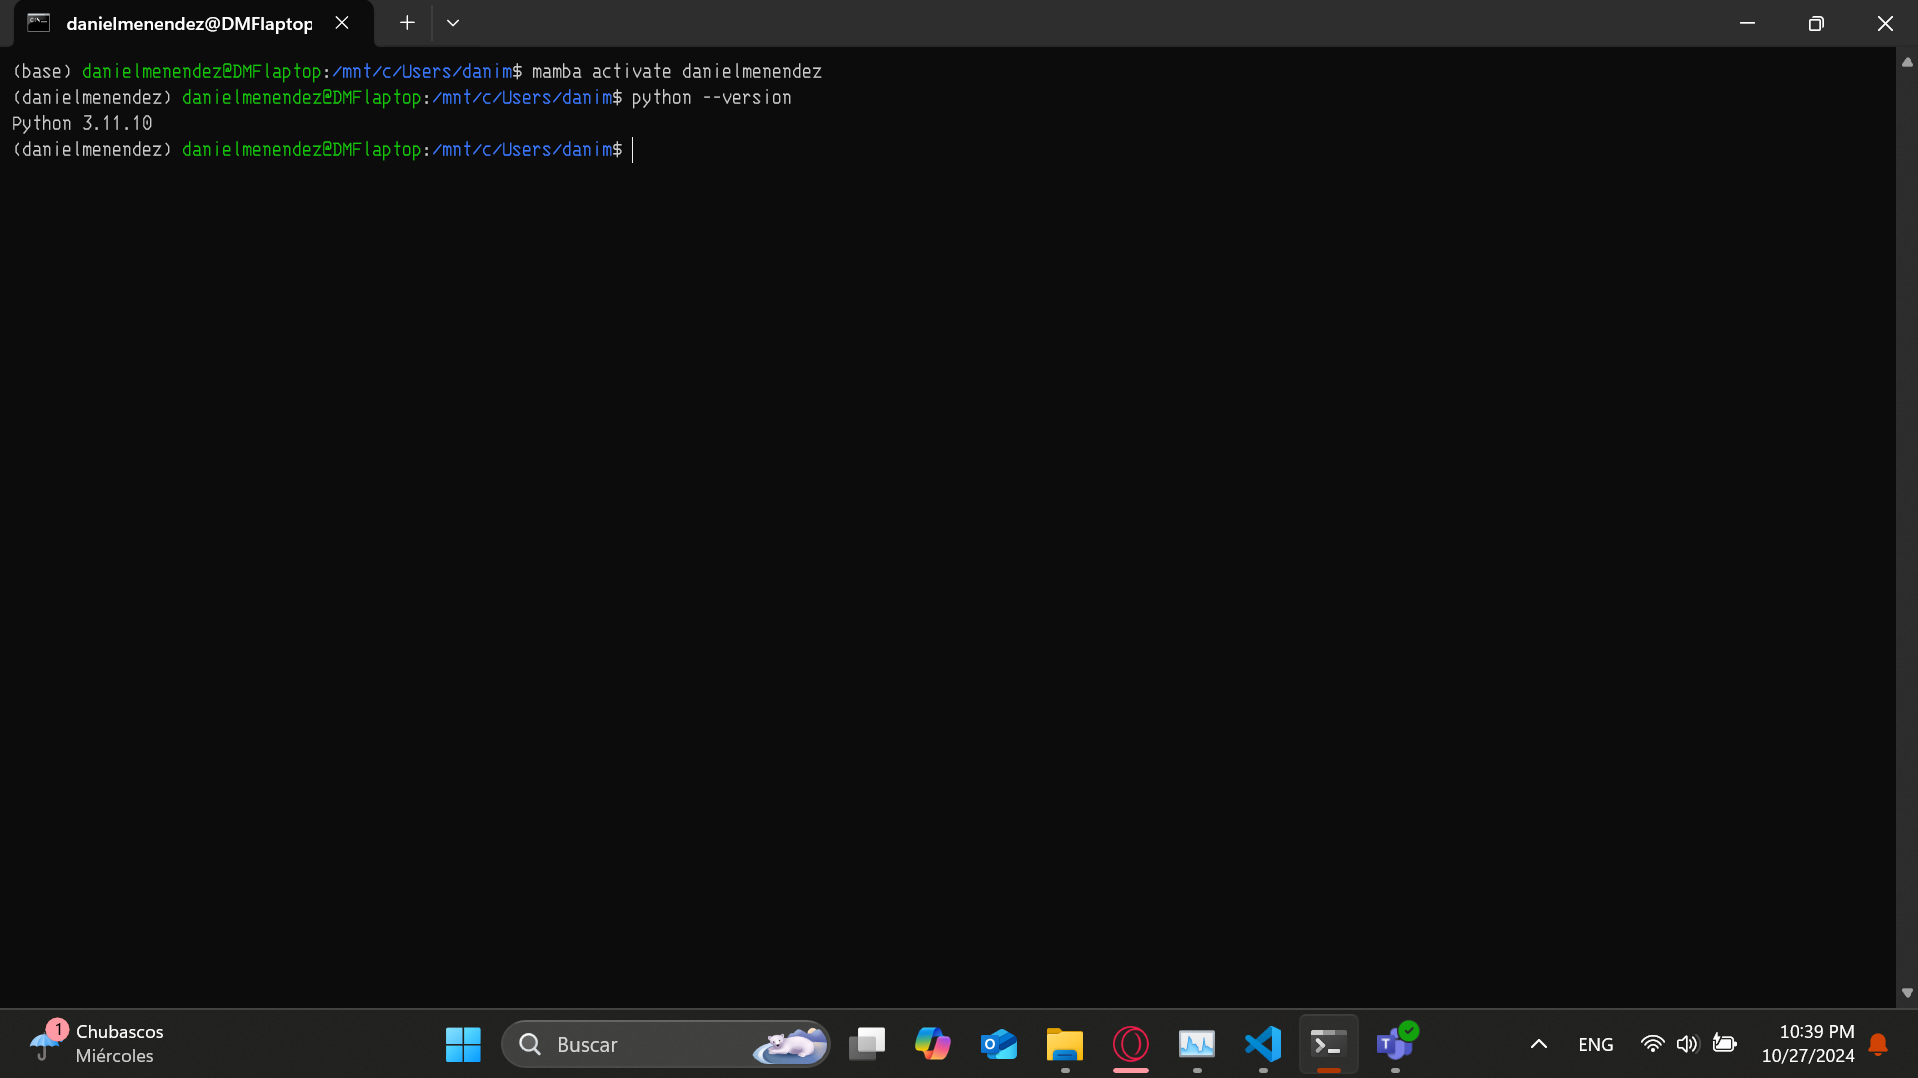 danielmenendez@DMFlaptop
(base) danielmenendez@DMFlaptop:/mnt/c/Users/danim$ mamba activate danielmenendez
(danielmenendez) danielmenendez@DMFlaptop:/mnt/c/Users/danim$ python --version
Python 3.11.10
(danielmenendez) danielmenendez@DMFlaptop:/mnt/c/Users/danim$
1
Chubascos
Miércoles
Buscar
ENG
10:39 PM
10/27/2024